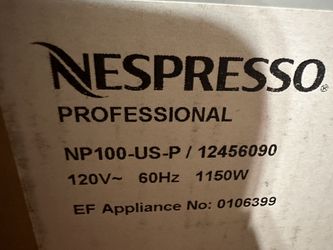 NESPRESSO.
PROFESSIONAL
NP100-US-P / 12456090
120V~ 60Hz 1150W
EF Appliance No: 0106399